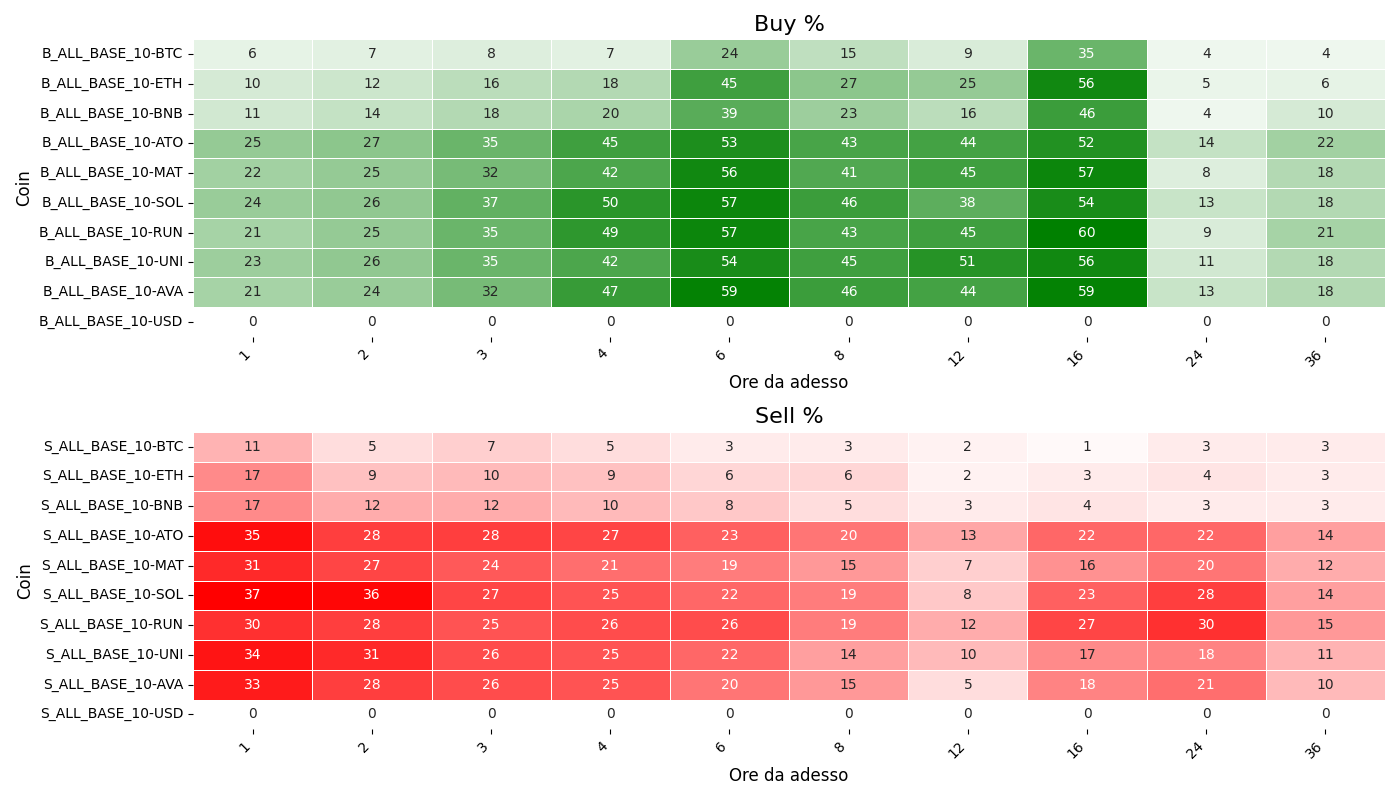 Buy %
Coin
B_ALL_BASE_10-BTC 6 7 8 7 24 15 9 35 4 4
B_ALL_BASE_10-ETH 10 12 16 18 45 27 25 56 5 6
B_ALL_BASE_10-BNB 11 14 18 20 39 23 16 46 4 10
B_ALL_BASE_10-ATO 25 27 35 45 53 43 44 52 14 22
B_ALL_BASE_10-MAT 22 25 32 42 56 41 45 57 8 18
B_ALL_BASE_10-SOL 24 26 37 50 57 46 38 54 13 18
B_ALL_BASE_10-RUN 21 25 35 49 57 43 45 60 9 21
B_ALL_BASE_10-UNI 23 26 35 42 54 45 51 56 11 18
B_ALL_BASE_10-AVA 21 24 32 47 59 46 44 59 13 18
B_ALL_BASE_10-USD 0 0 0 0 0 0 0 0 0 0
1 2 3 4 6 8 12 16 24 36
Ore da adesso
Sell %
Coin
S_ALL_BASE_10-BTC 11 5 7 5 3 3 2 1 3 3
S_ALL_BASE_10-ETH 17 9 10 9 6 6 2 3 4 3
S_ALL_BASE_10-BNB 17 12 12 10 8 5 3 4 3 3
S_ALL_BASE_10-ATO 35 28 28 27 23 20 13 22 22 14
S_ALL_BASE_10-MAT 31 27 24 21 19 15 7 16 20 12
S_ALL_BASE_10-SOL 37 36 27 25 22 19 8 23 28 14
S_ALL_BASE_10-RUN 30 28 25 26 26 19 12 27 30 15
S_ALL_BASE_10-UNI 34 31 26 25 22 14 10 17 18 11
S_ALL_BASE_10-AVA 33 28 26 25 20 15 5 18 21 10
S_ALL_BASE_10-USD 0 0 0 0 0 0 0 0 0 0
1 2 3 4 6 8 12 16 24 36
Ore da adesso